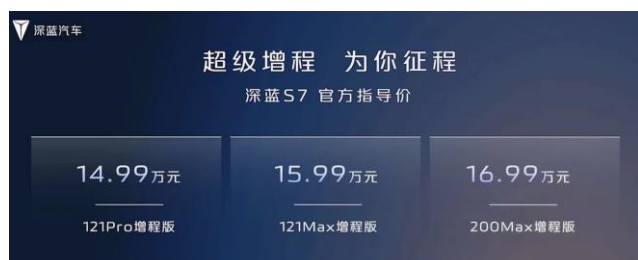 深蓝汽车
超级增程 为你征程
深蓝S7 官方指导价
14.99万元 15.99万元 16.99万元
121Pro增程版 121Max增程版 200Max增程版